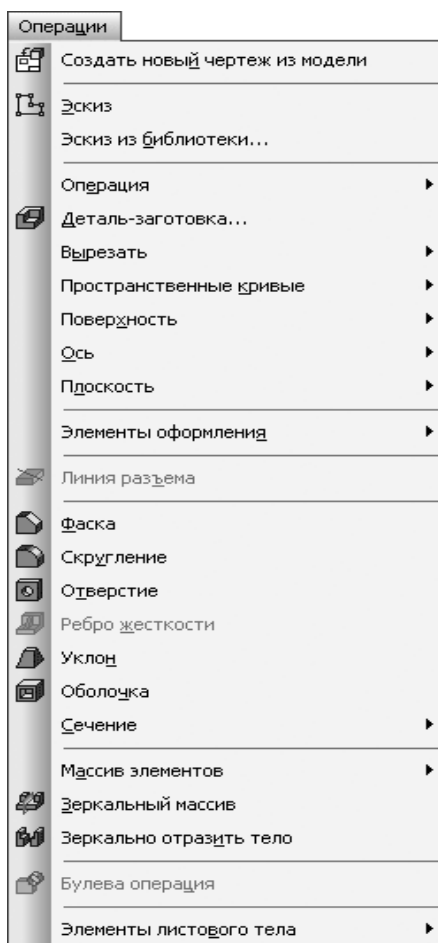 Операции
Создать новый чертеж из модели
Эскиз
Эскиз из библиотеки...
Операция
Деталь-заготовка...
Вырезать
Пространственные кривые
Поверхность
Ось
Плоскость
Элементы оформления
Линия разъема
Фаска
Скругление
Отверстие
Ребро жесткости
Уклон
Оболочка
Сечение
Массив элементов
Зеркальный массив
Зеркально отразить тело
Булева операция
Элементы листового тела